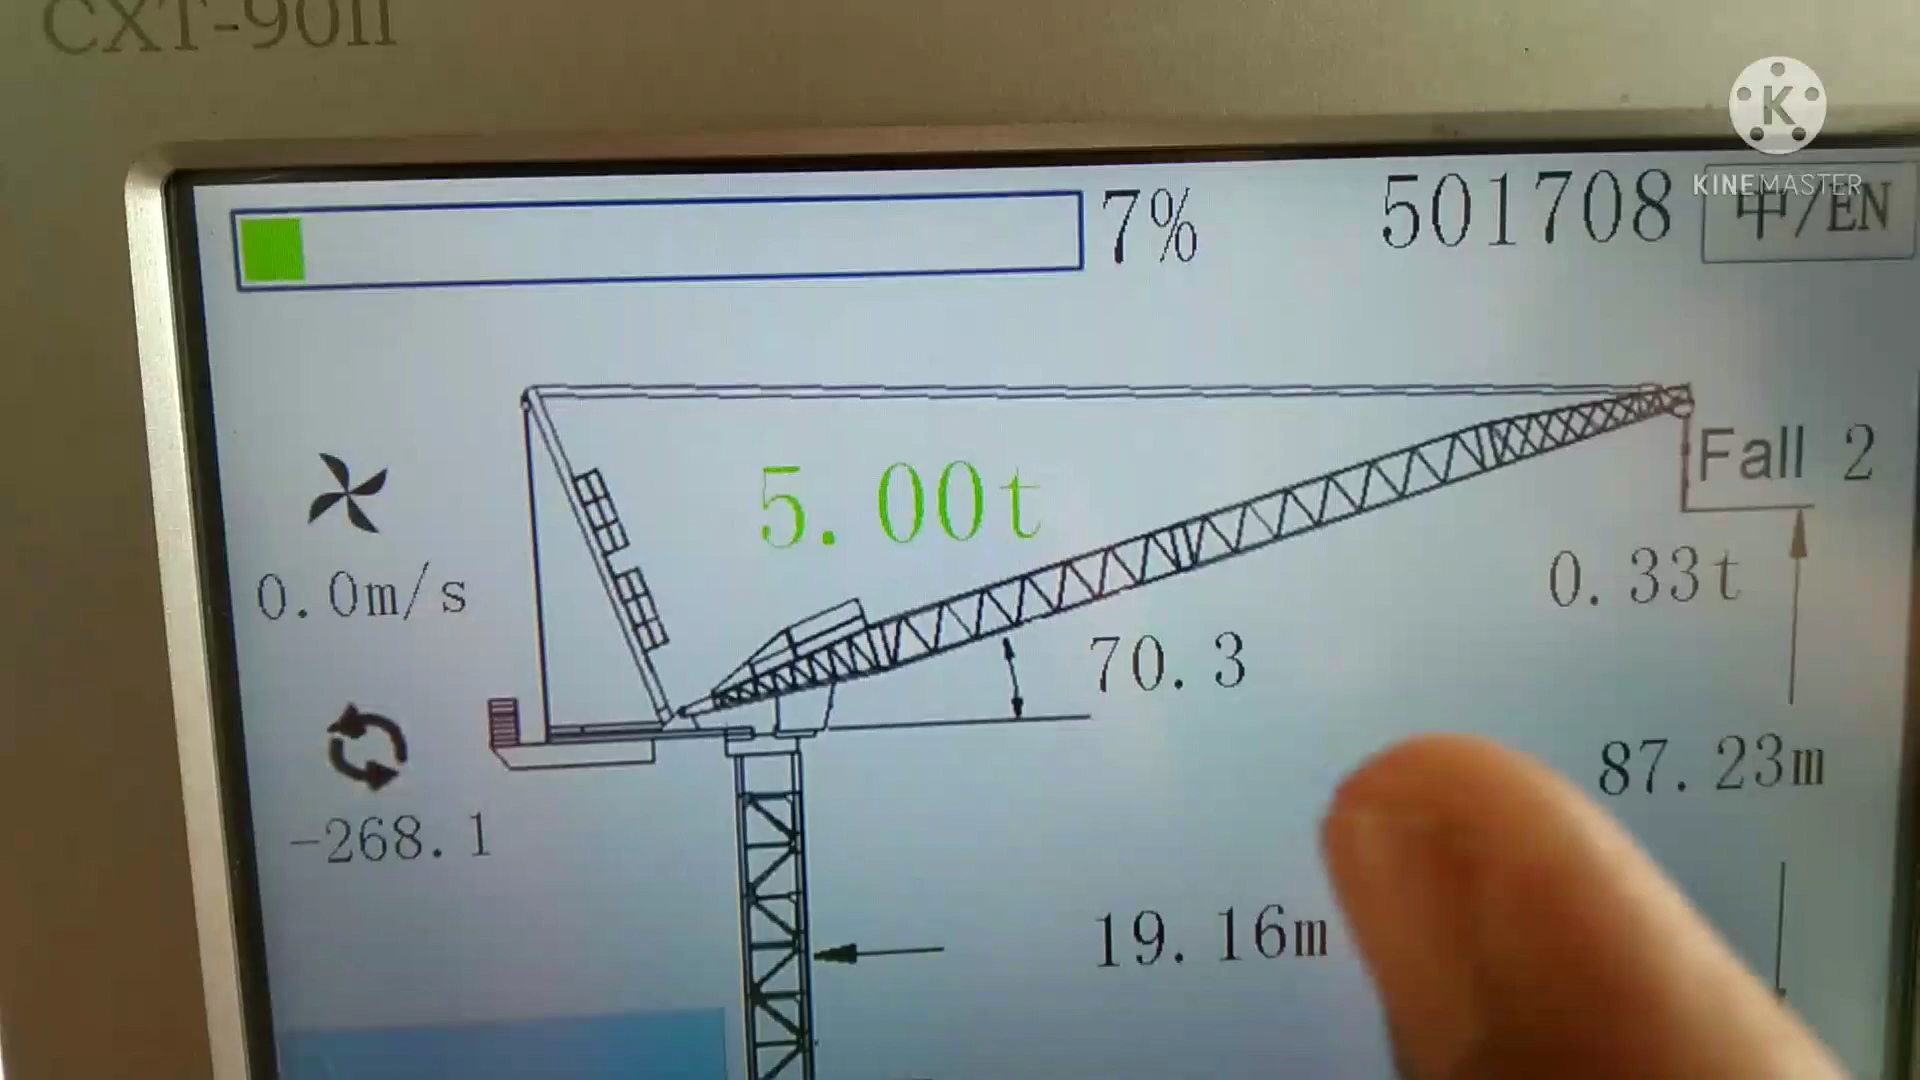 CXT-90II
7%
501708
中/EN
KINEMASTER
5.00t
Fall 2
0.0m/s
0.33t
70.3
87.23m
-268.1
19.16m